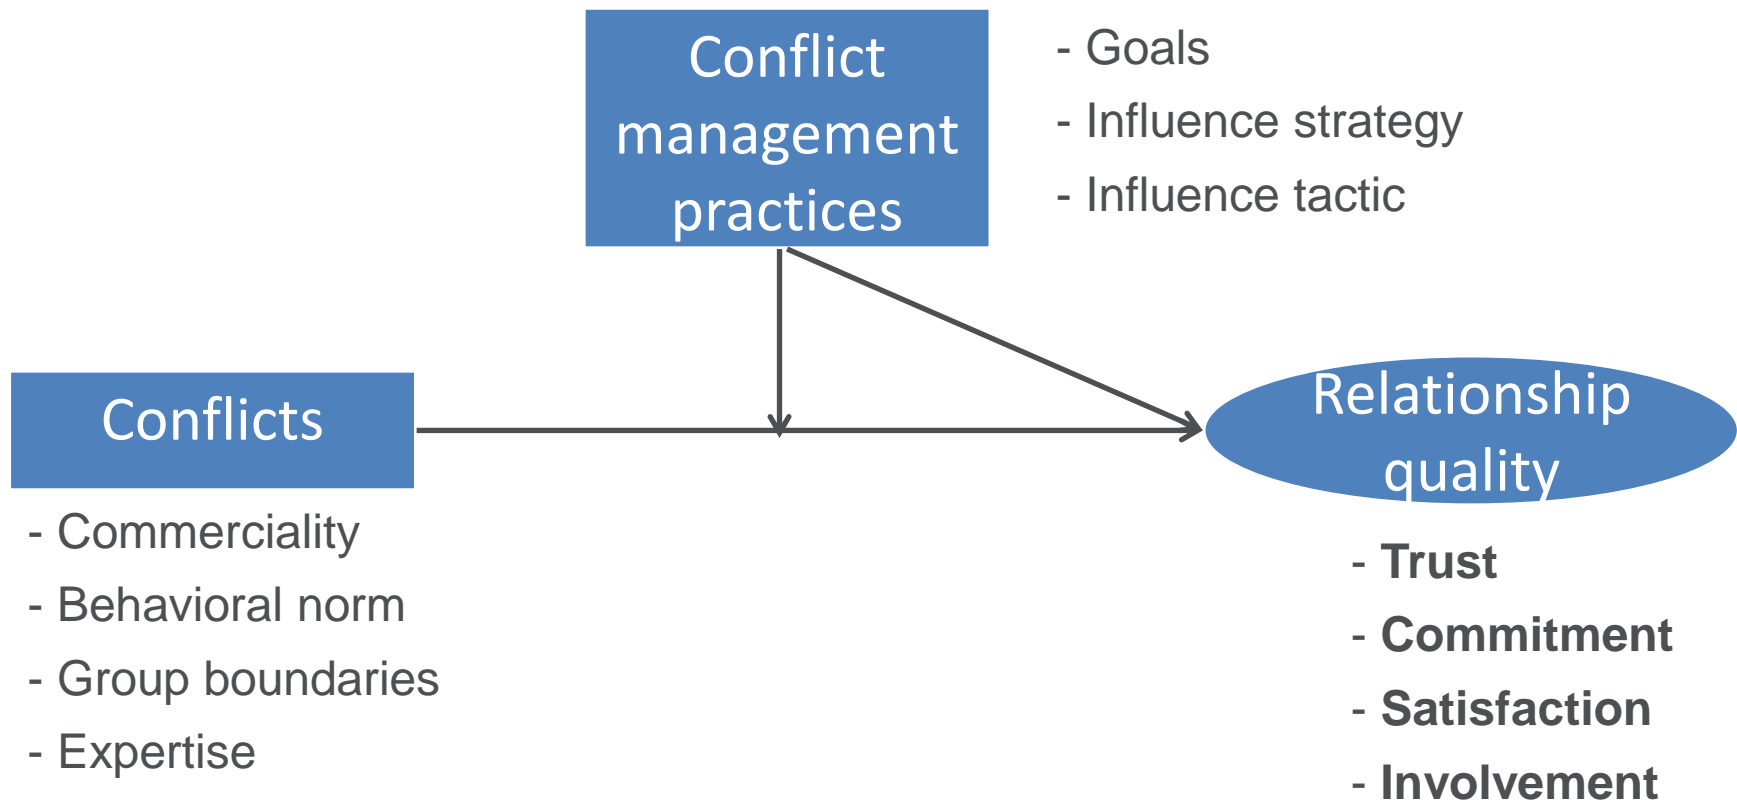 Conflict
management
practices
- Goals
- Influence strategy
- Influence tactic
Conflicts
- Commerciality
- Behavioral norm
- Group boundaries
- Expertise
Relationship
quality
- Trust
- Commitment
- Satisfaction
- Involvement